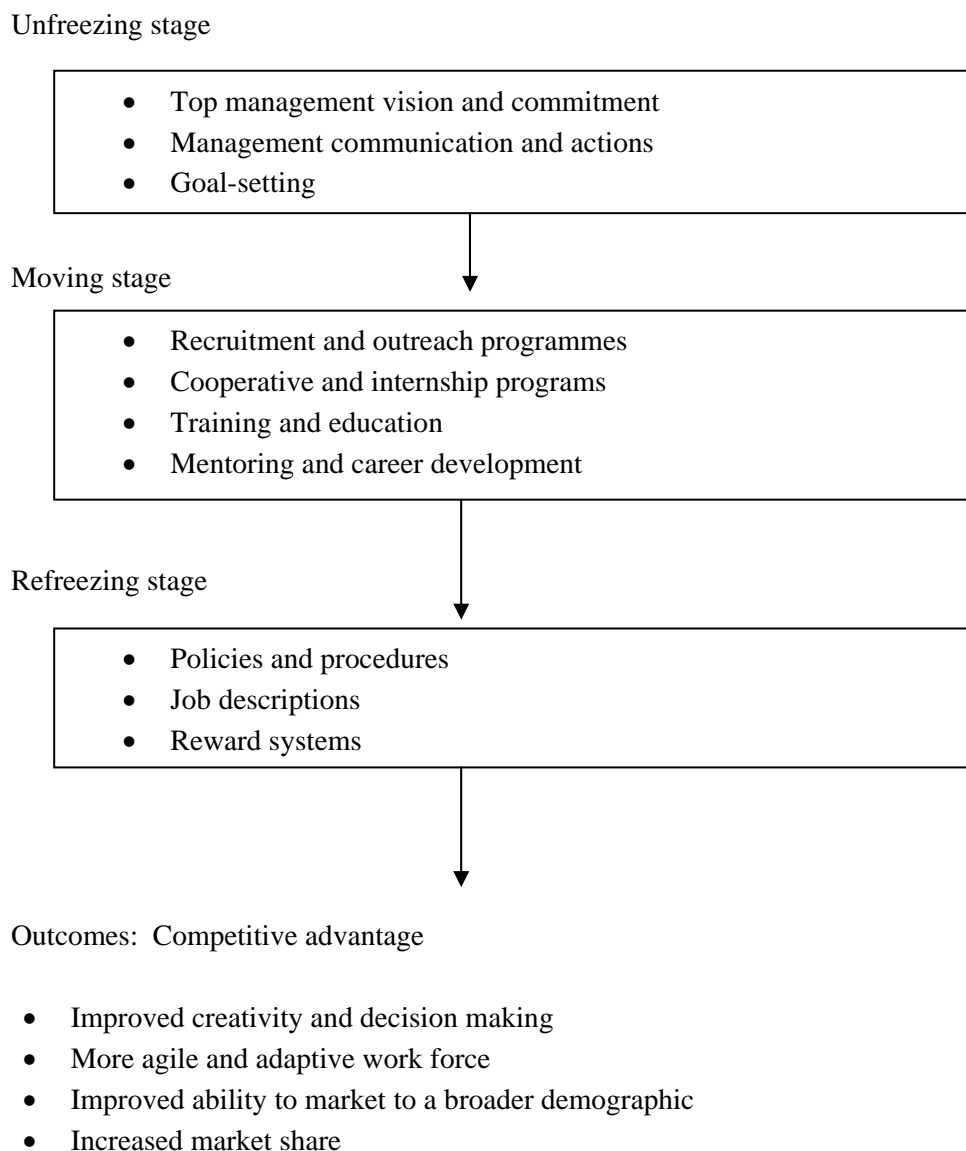 Unfreezing stage
• Top management vision and commitment
• Management communication and actions
• Goal-setting
Moving stage
• Recruitment and outreach programmes
• Cooperative and internship programs
• Training and education
• Mentoring and career development
Refreezing stage
• Policies and procedures
• Job descriptions
• Reward systems
Outcomes:  Competitive advantage
• Improved creativity and decision making
• More agile and adaptive work force
• Improved ability to market to a broader demographic
• Increased market share